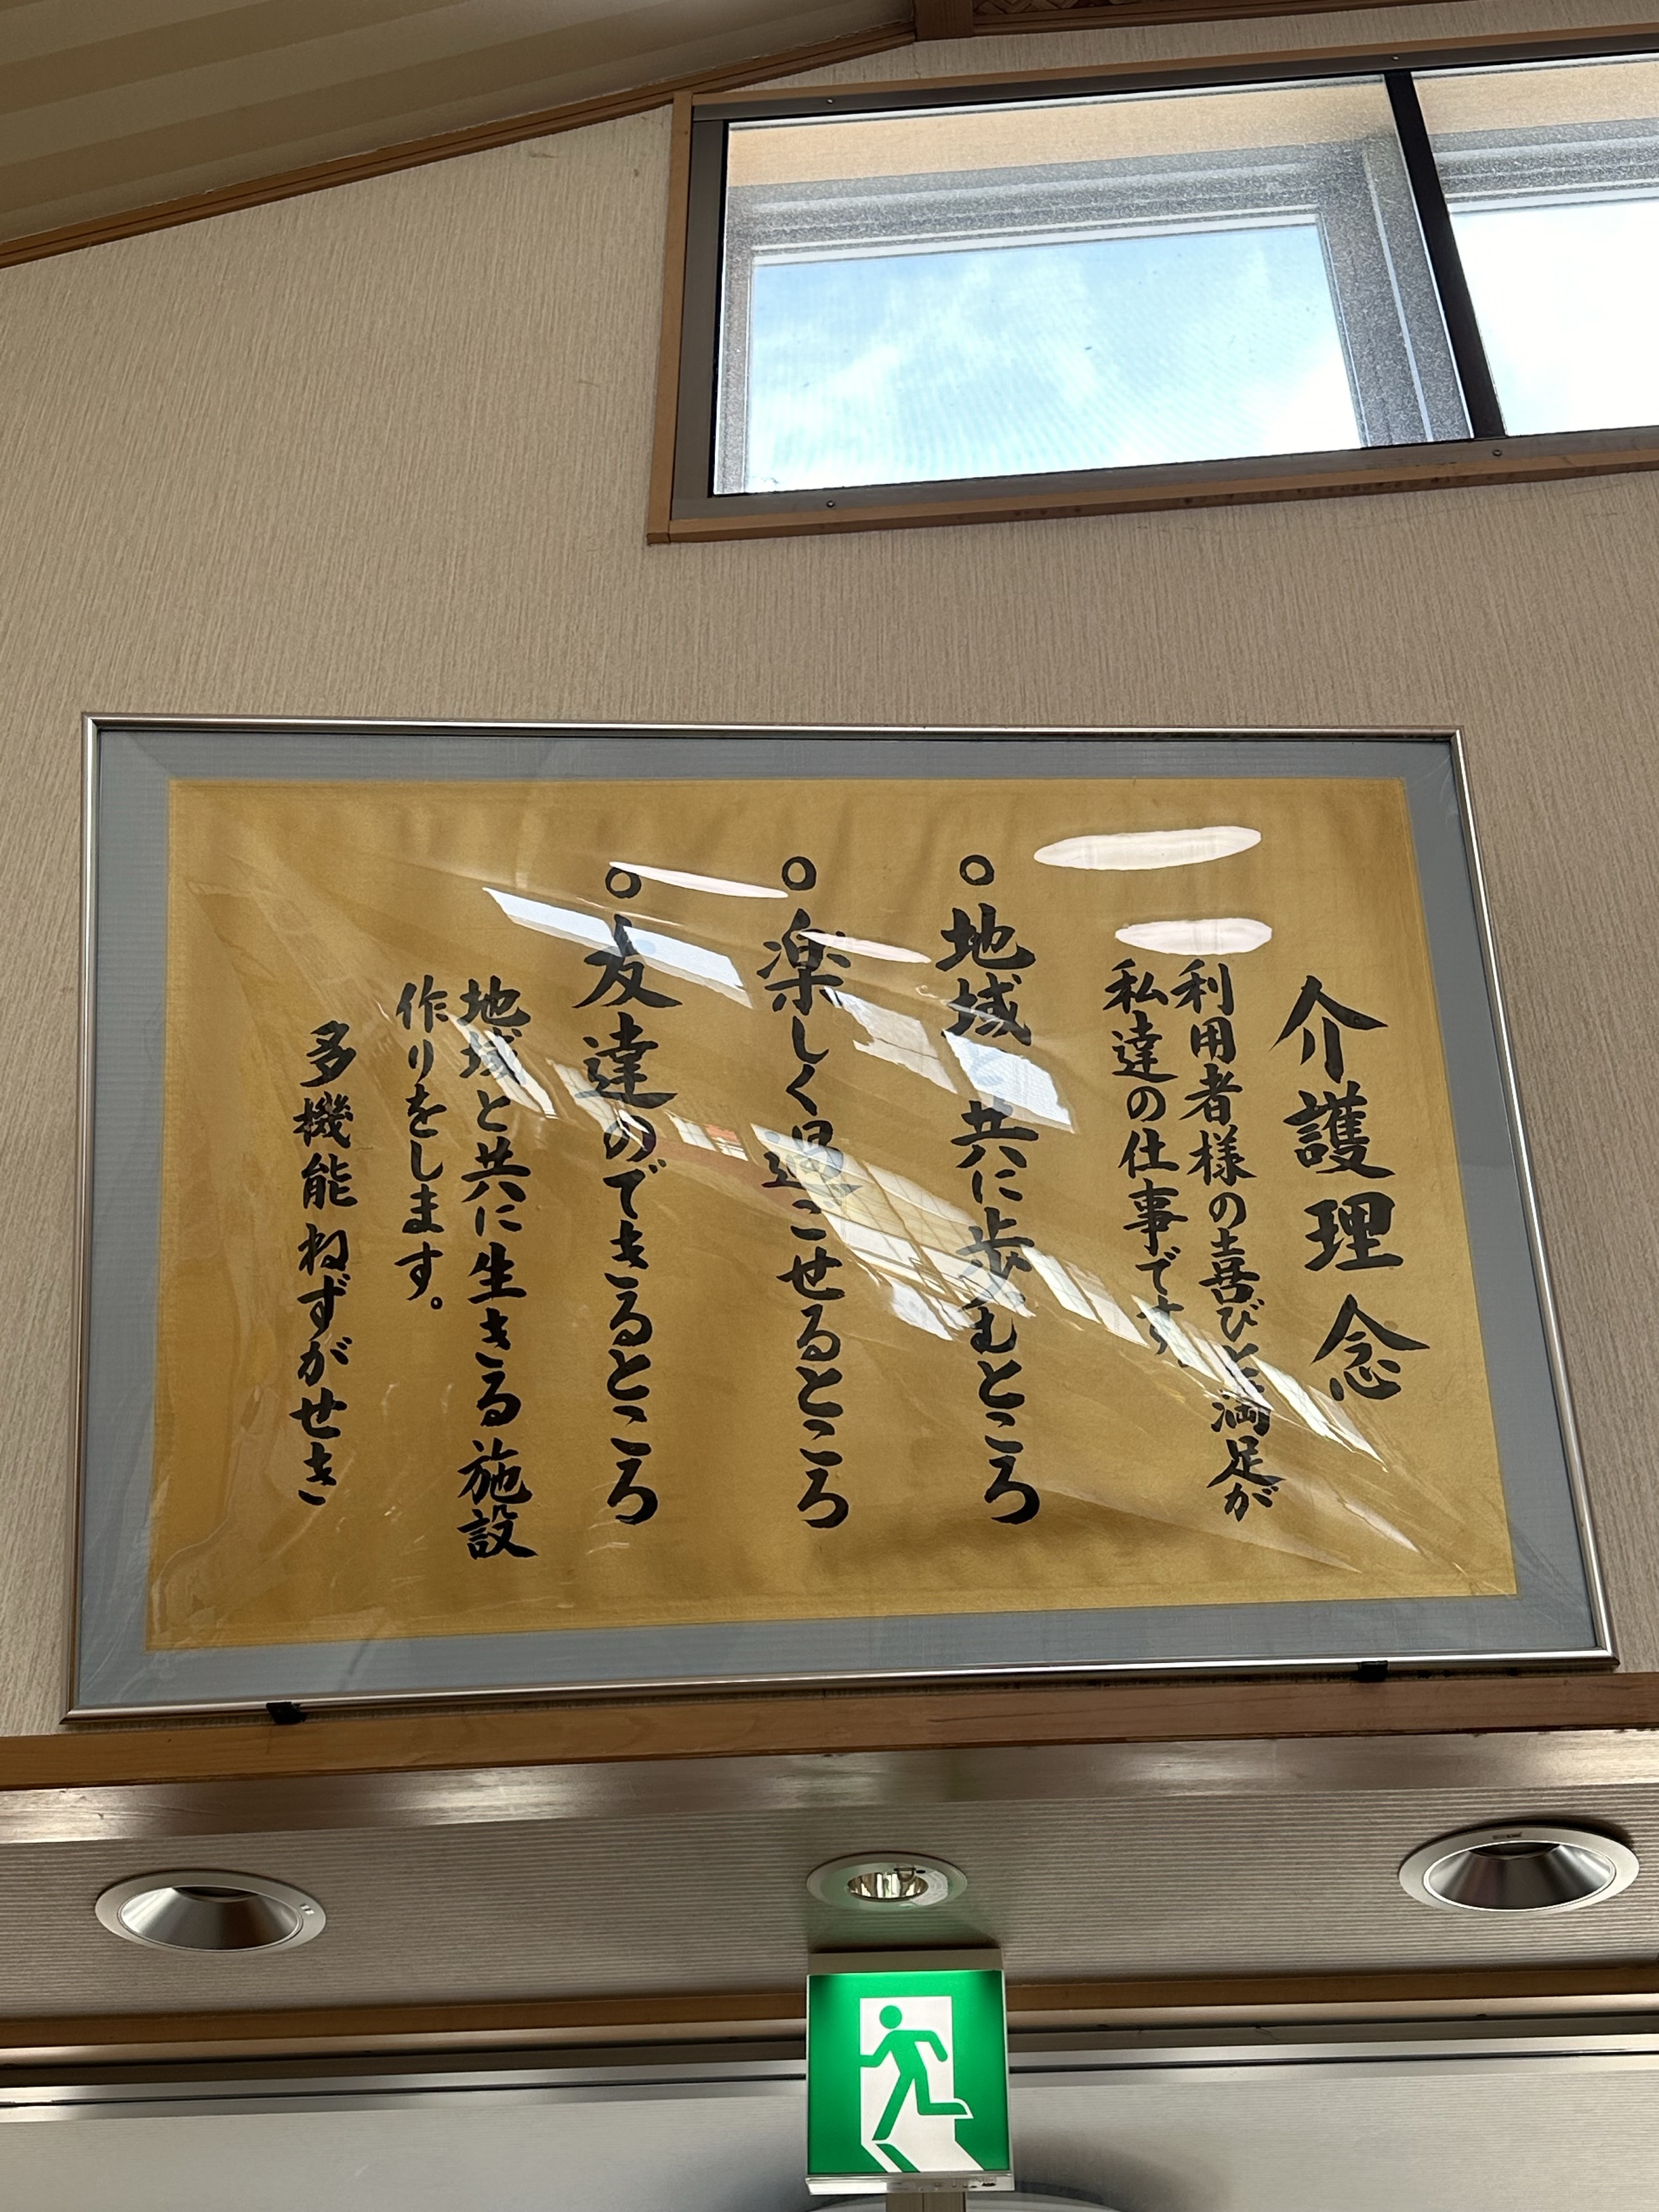 介護理念
利用者様の喜びと満足が
私達の仕事です。
○地域と共に歩むところ
○楽しく過ごせるところ
○友達のできるところ
地域と共に生きる施設
作りをします。
多機能ねずがせき